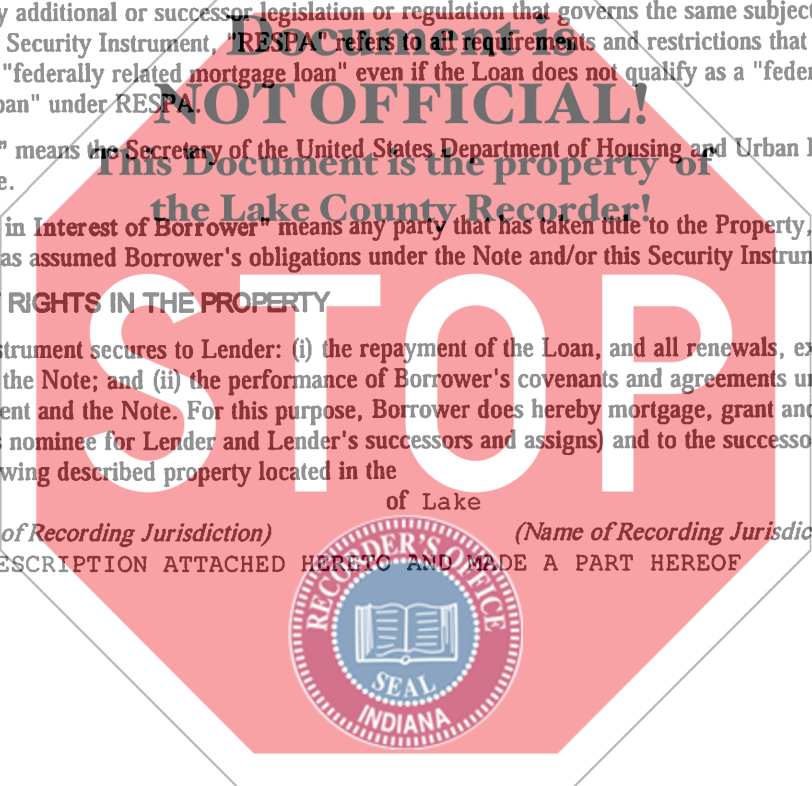 y additional or successor legislation or regulation that governs the same subject
Document is
Security Instrument, "RESPA" refers to all requirements and restrictions that
"federally related mortgage loan" even if the Loan does not qualify as a "feder
oan" under RESPA.
NOT OFFICIAL!
" means the Secretary of the United States Department of Housing and Urban D
This Document is the property of
e.
the Lake County Recorder!
in Interest of Borrower" means any party that has taken title to the Property,
as assumed Borrower's obligations under the Note and/or this Security Instrum
RIGHTS IN THE PROPERTY
STOP
strument secures to Lender: (i) the repayment of the Loan, and all renewals, ex
the Note; and (ii) the performance of Borrower's covenants and agreements un
ent and the Note. For this purpose, Borrower does hereby mortgage, grant and
s nominee for Lender and Lender's successors and assigns) and to the successo
wing described property located in the
of Lake
of Recording Jurisdiction) (Name of Recording Jurisdic
ESCRIPTION ATTACHED HERETO AND MADE A PART HEREOF
RECORDER'S OFFICE
SEAL
INDIANA